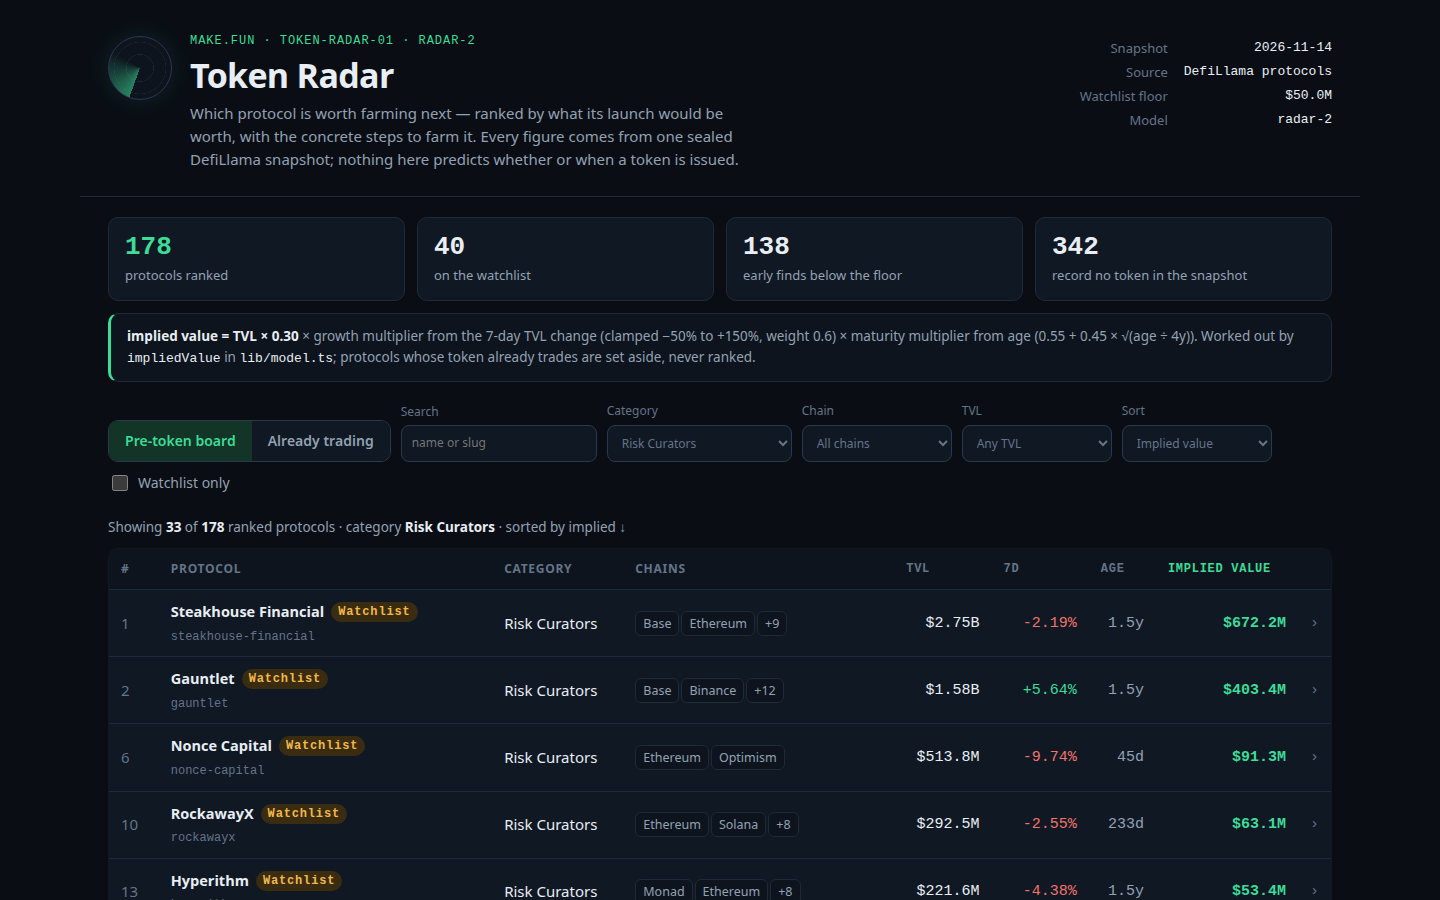 MAKE.FUN · TOKEN-RADAR-01 · RADAR-2
Token Radar
Which protocol is worth farming next — ranked by what its launch would be
worth, with the concrete steps to farm it. Every figure comes from one sealed
DefiLlama snapshot; nothing here predicts whether or when a token is issued.
Snapshot 2026-11-14
Source DefiLlama protocols
Watchlist floor $50.0M
Model radar-2
178
protocols ranked
40
on the watchlist
138
early finds below the floor
342
record no token in the snapshot
implied value = TVL × 0.30 × growth multiplier from the 7-day TVL change (clamped −50% to +150%, weight 0.6) × maturity multiplier from age (0.55 + 0.45 × √(age ÷ 4y)). Worked out by
impliedValue in lib/model.ts; protocols whose token already trades are set aside, never ranked.
Pre-token board Already trading
Search
name or slug
Category
Risk Curators
Chain
All chains
TVL
Any TVL
Sort
Implied value
Watchlist only
Showing 33 of 178 ranked protocols · category Risk Curators · sorted by implied ↓
# PROTOCOL CATEGORY CHAINS TVL 7D AGE IMPLIED VALUE
1 Steakhouse Financial Watchlist Risk Curators Base Ethereum +9 $2.75B -2.19% 1.5y $672.2M ›
steakhouse-financial
2 Gauntlet Watchlist Risk Curators Base Binance +12 $1.58B +5.64% 1.5y $403.4M ›
gauntlet
6 Nonce Capital Watchlist Risk Curators Ethereum Optimism $513.8M -9.74% 45d $91.3M ›
nonce-capital
10 RockawayX Watchlist Risk Curators Ethereum Solana +8 $292.5M -2.55% 233d $63.1M ›
rockawayx
13 Hyperithm Watchlist Risk Curators Monad Ethereum +8 $221.6M -4.38% 1.5y $53.4M ›